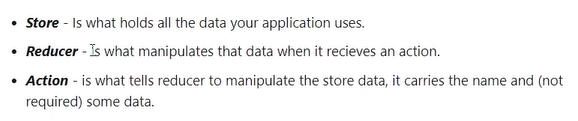 • Store - Is what holds all the data your application uses.
• Reducer - Is what manipulates that data when it recieves an action.
• Action - is what tells reducer to manipulate the store data, it carries the name and (not
required) some data.